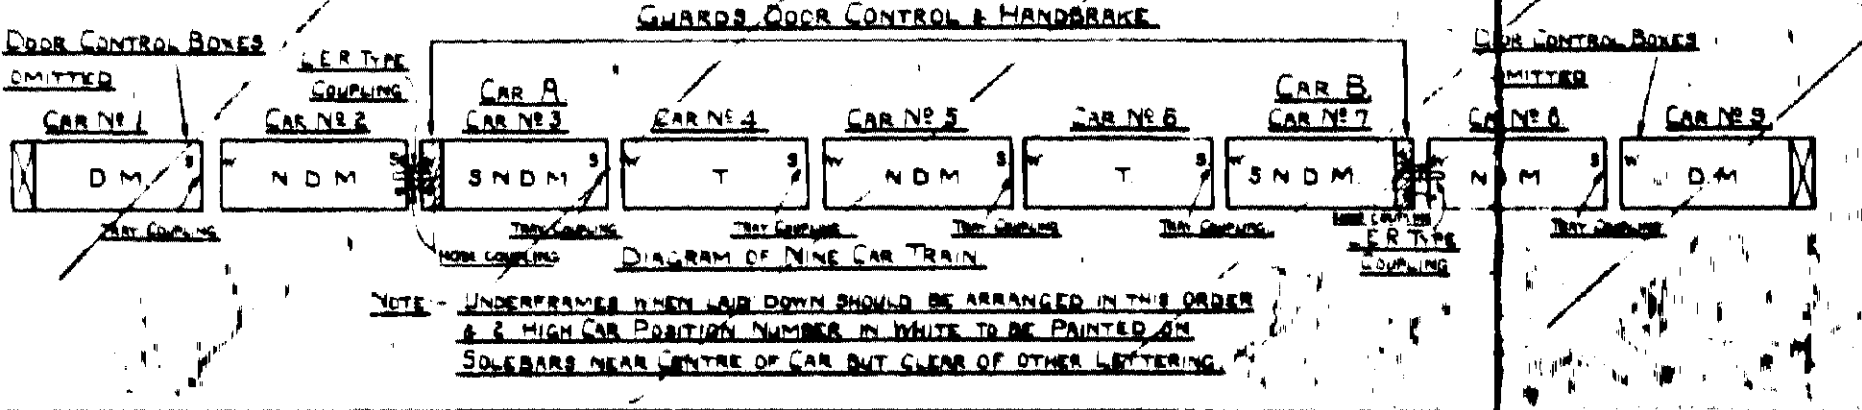 GUARDS DOOR CONTROL & HANDBRAKE
DOOR CONTROL BOXES
OMITTED
L E R TYPE
COUPLING
DOOR CONTROL BOXES
OMITTED
CAR A
CAR B
CAR Nº 1
CAR Nº 2
CAR Nº 3
CAR Nº 4
CAR Nº 5
CAR Nº 6
CAR Nº 7
CAR Nº 8
CAR Nº 9
S
W
S
W
S
W
S
W
S
W
S
W
W
S
W
D M
N D M
S N D M
T
N D M
T
S N D M
N D M
D M
TRAY COUPLING
HOSE COUPLING
TRAY COUPLING
TRAY COUPLING
TRAY COUPLING
TRAY COUPLING
HOSE COUPLING
L E R TYPE
COUPLING
TRAY COUPLING
DIAGRAM OF NINE CAR TRAIN
NOTE - UNDERFRAMES WHEN LAID DOWN SHOULD BE ARRANGED IN THIS ORDER
& 2 HIGH CAR POSITION NUMBER IN WHITE TO BE PAINTED ON
SOLEBARS NEAR CENTRE OF CAR BUT CLEAR OF OTHER LETTERING.